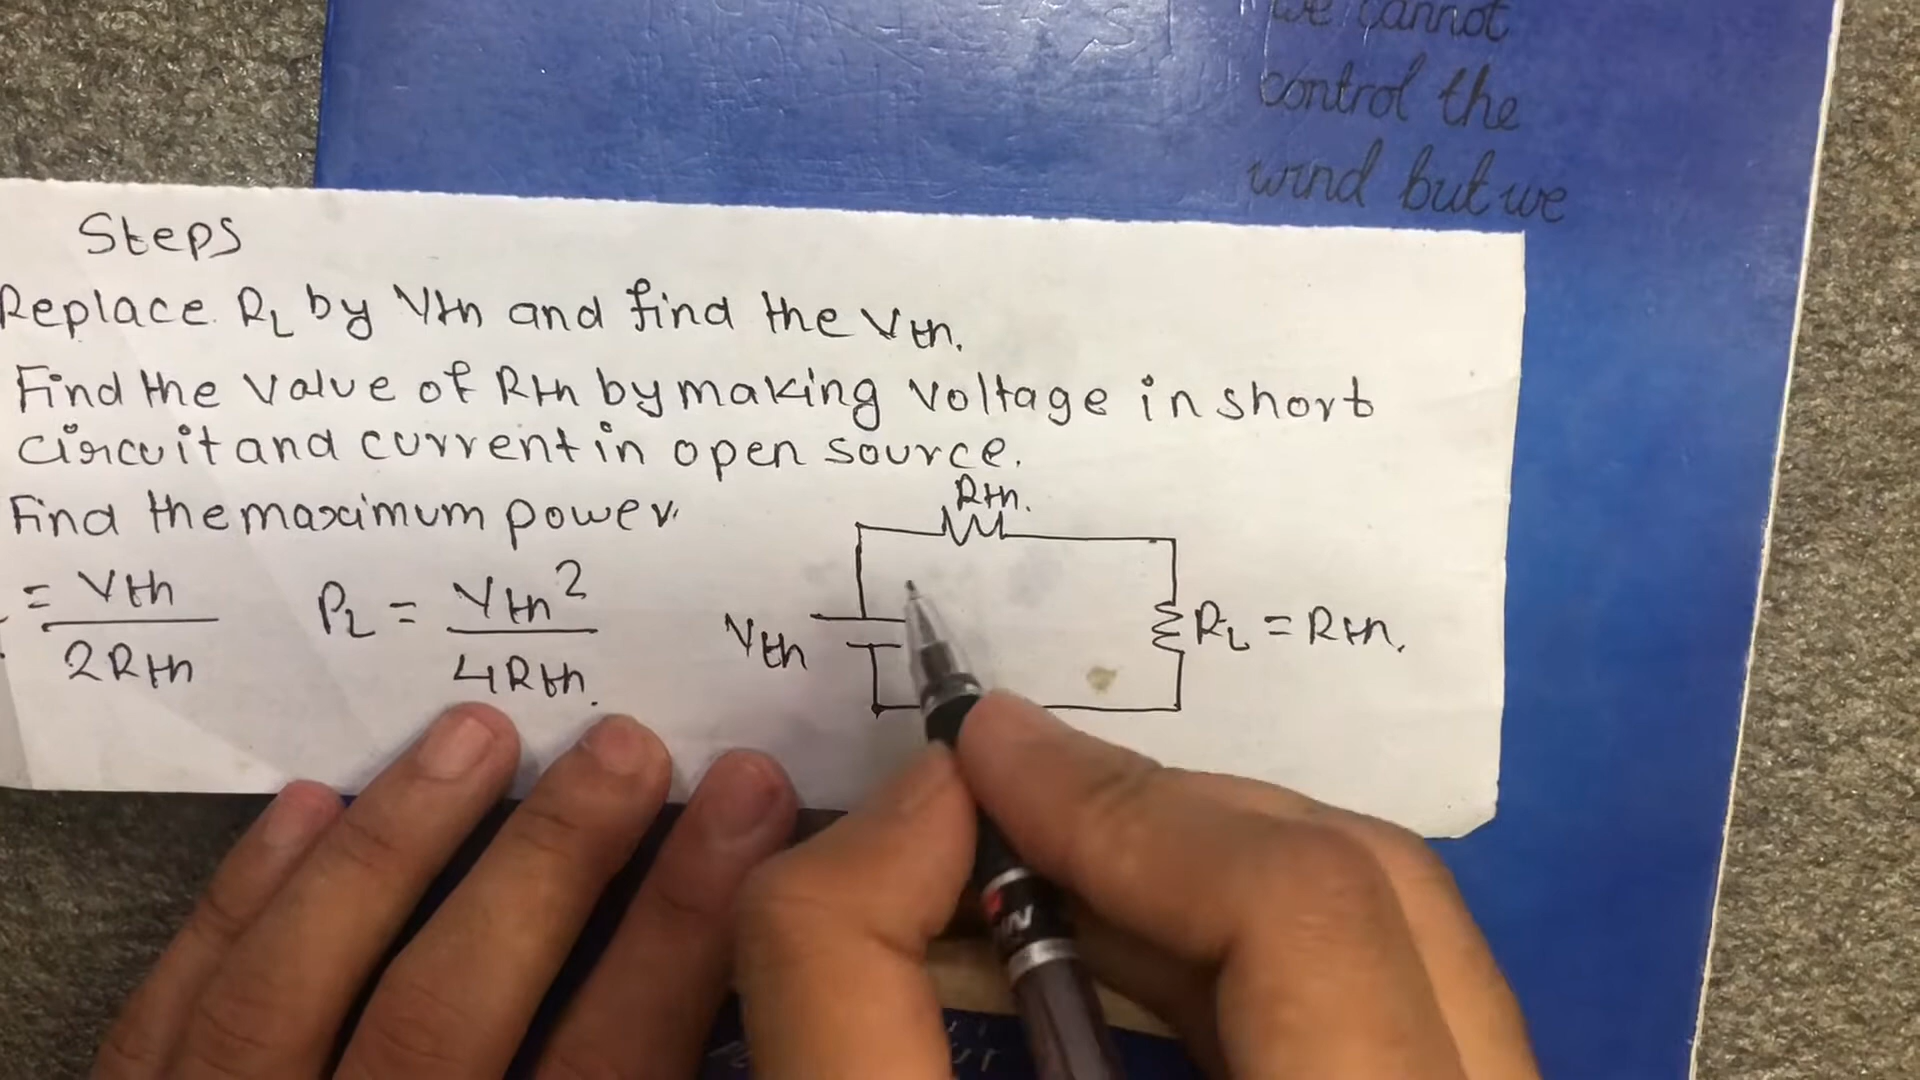 we cannot
control the
wind but we
Steps
Replace RL by Vth and find the Vth.
Find the value of Rth by making voltage in short
circuit and current in open source.
Find the maximum power.
= Vth / 2Rth
PL = Vth² / 4Rth.
Rth.
Vth
RL = Rth.